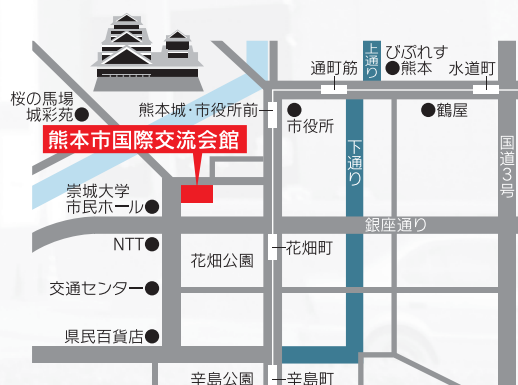 上通り
びぷれす
熊本
通町筋
水道町
桜の馬場
城彩苑
熊本城・市役所前
市役所
鶴屋
熊本市国際交流会館
下通り
国道3号
崇城大学
市民ホール
銀座通り
NTT
花畑公園
花畑町
交通センター
県民百貨店
辛島公園
辛島町